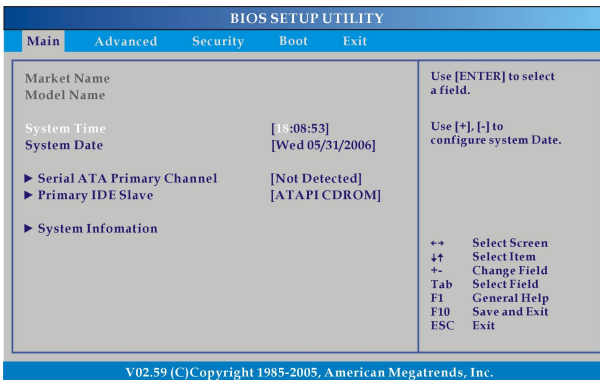 BIOS SETUP UTILITY
Main Advanced Security Boot Exit
Market Name
Model Name
System Time [18:08:53]
System Date [Wed 05/31/2006]
► Serial ATA Primary Channel [Not Detected]
► Primary IDE Slave [ATAPI CDROM]
► System Infomation
Use [ENTER] to select
a field.
Use [+], [-] to
configure system Date.
←→ Select Screen
↓↑ Select Item
+- Change Field
Tab Select Field
F1 General Help
F10 Save and Exit
ESC Exit
V02.59 (C)Copyright 1985-2005, American Megatrends, Inc.